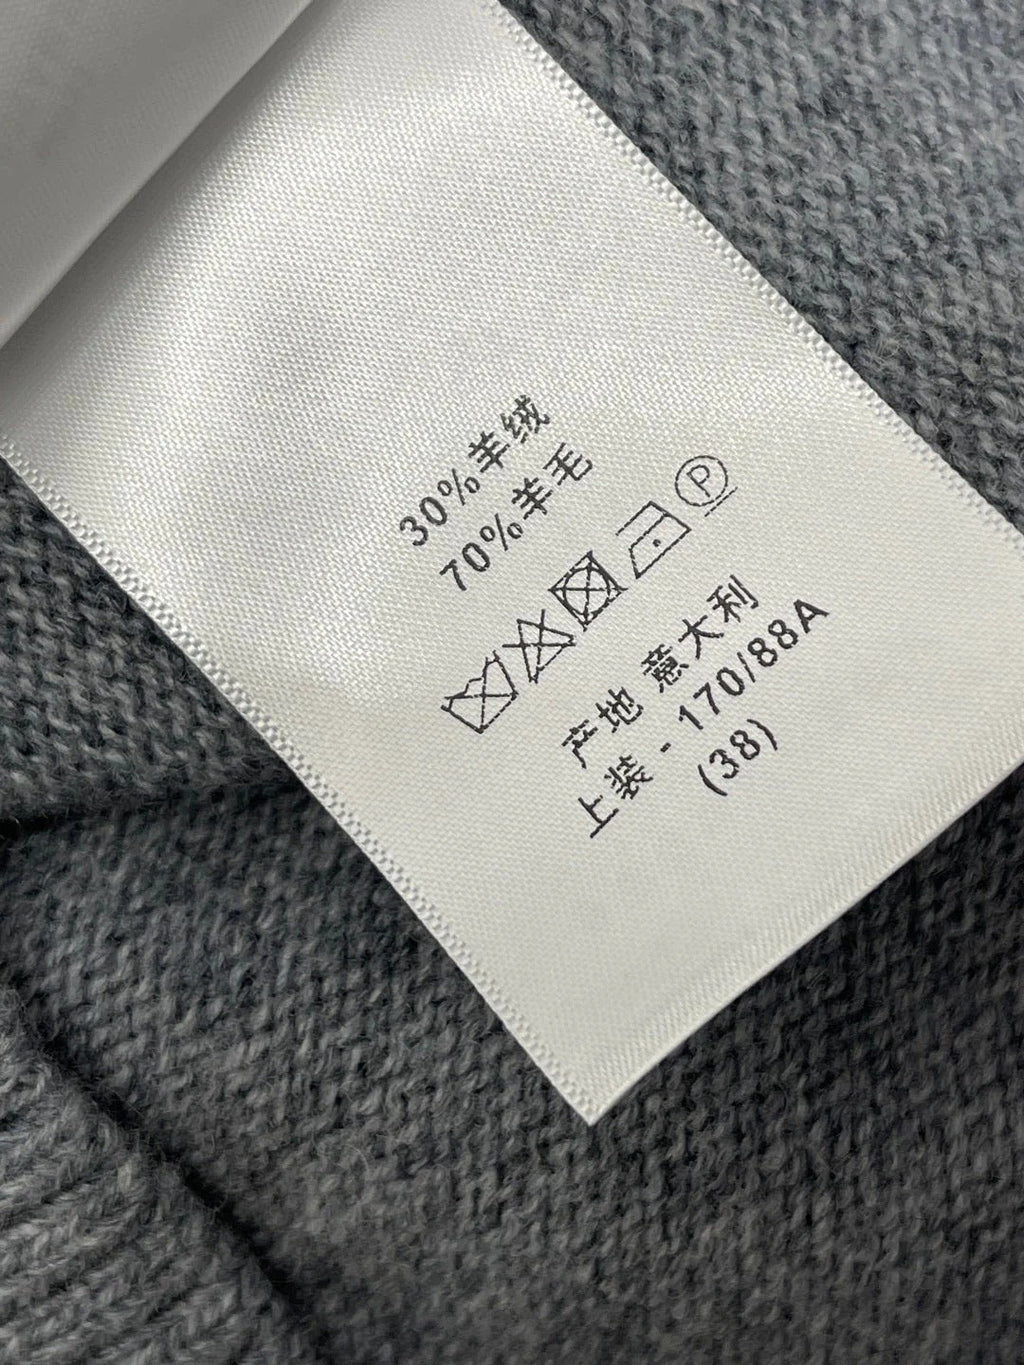 30%羊绒
70%羊毛
P
产地 意大利
上装 - 170/88A
(38)